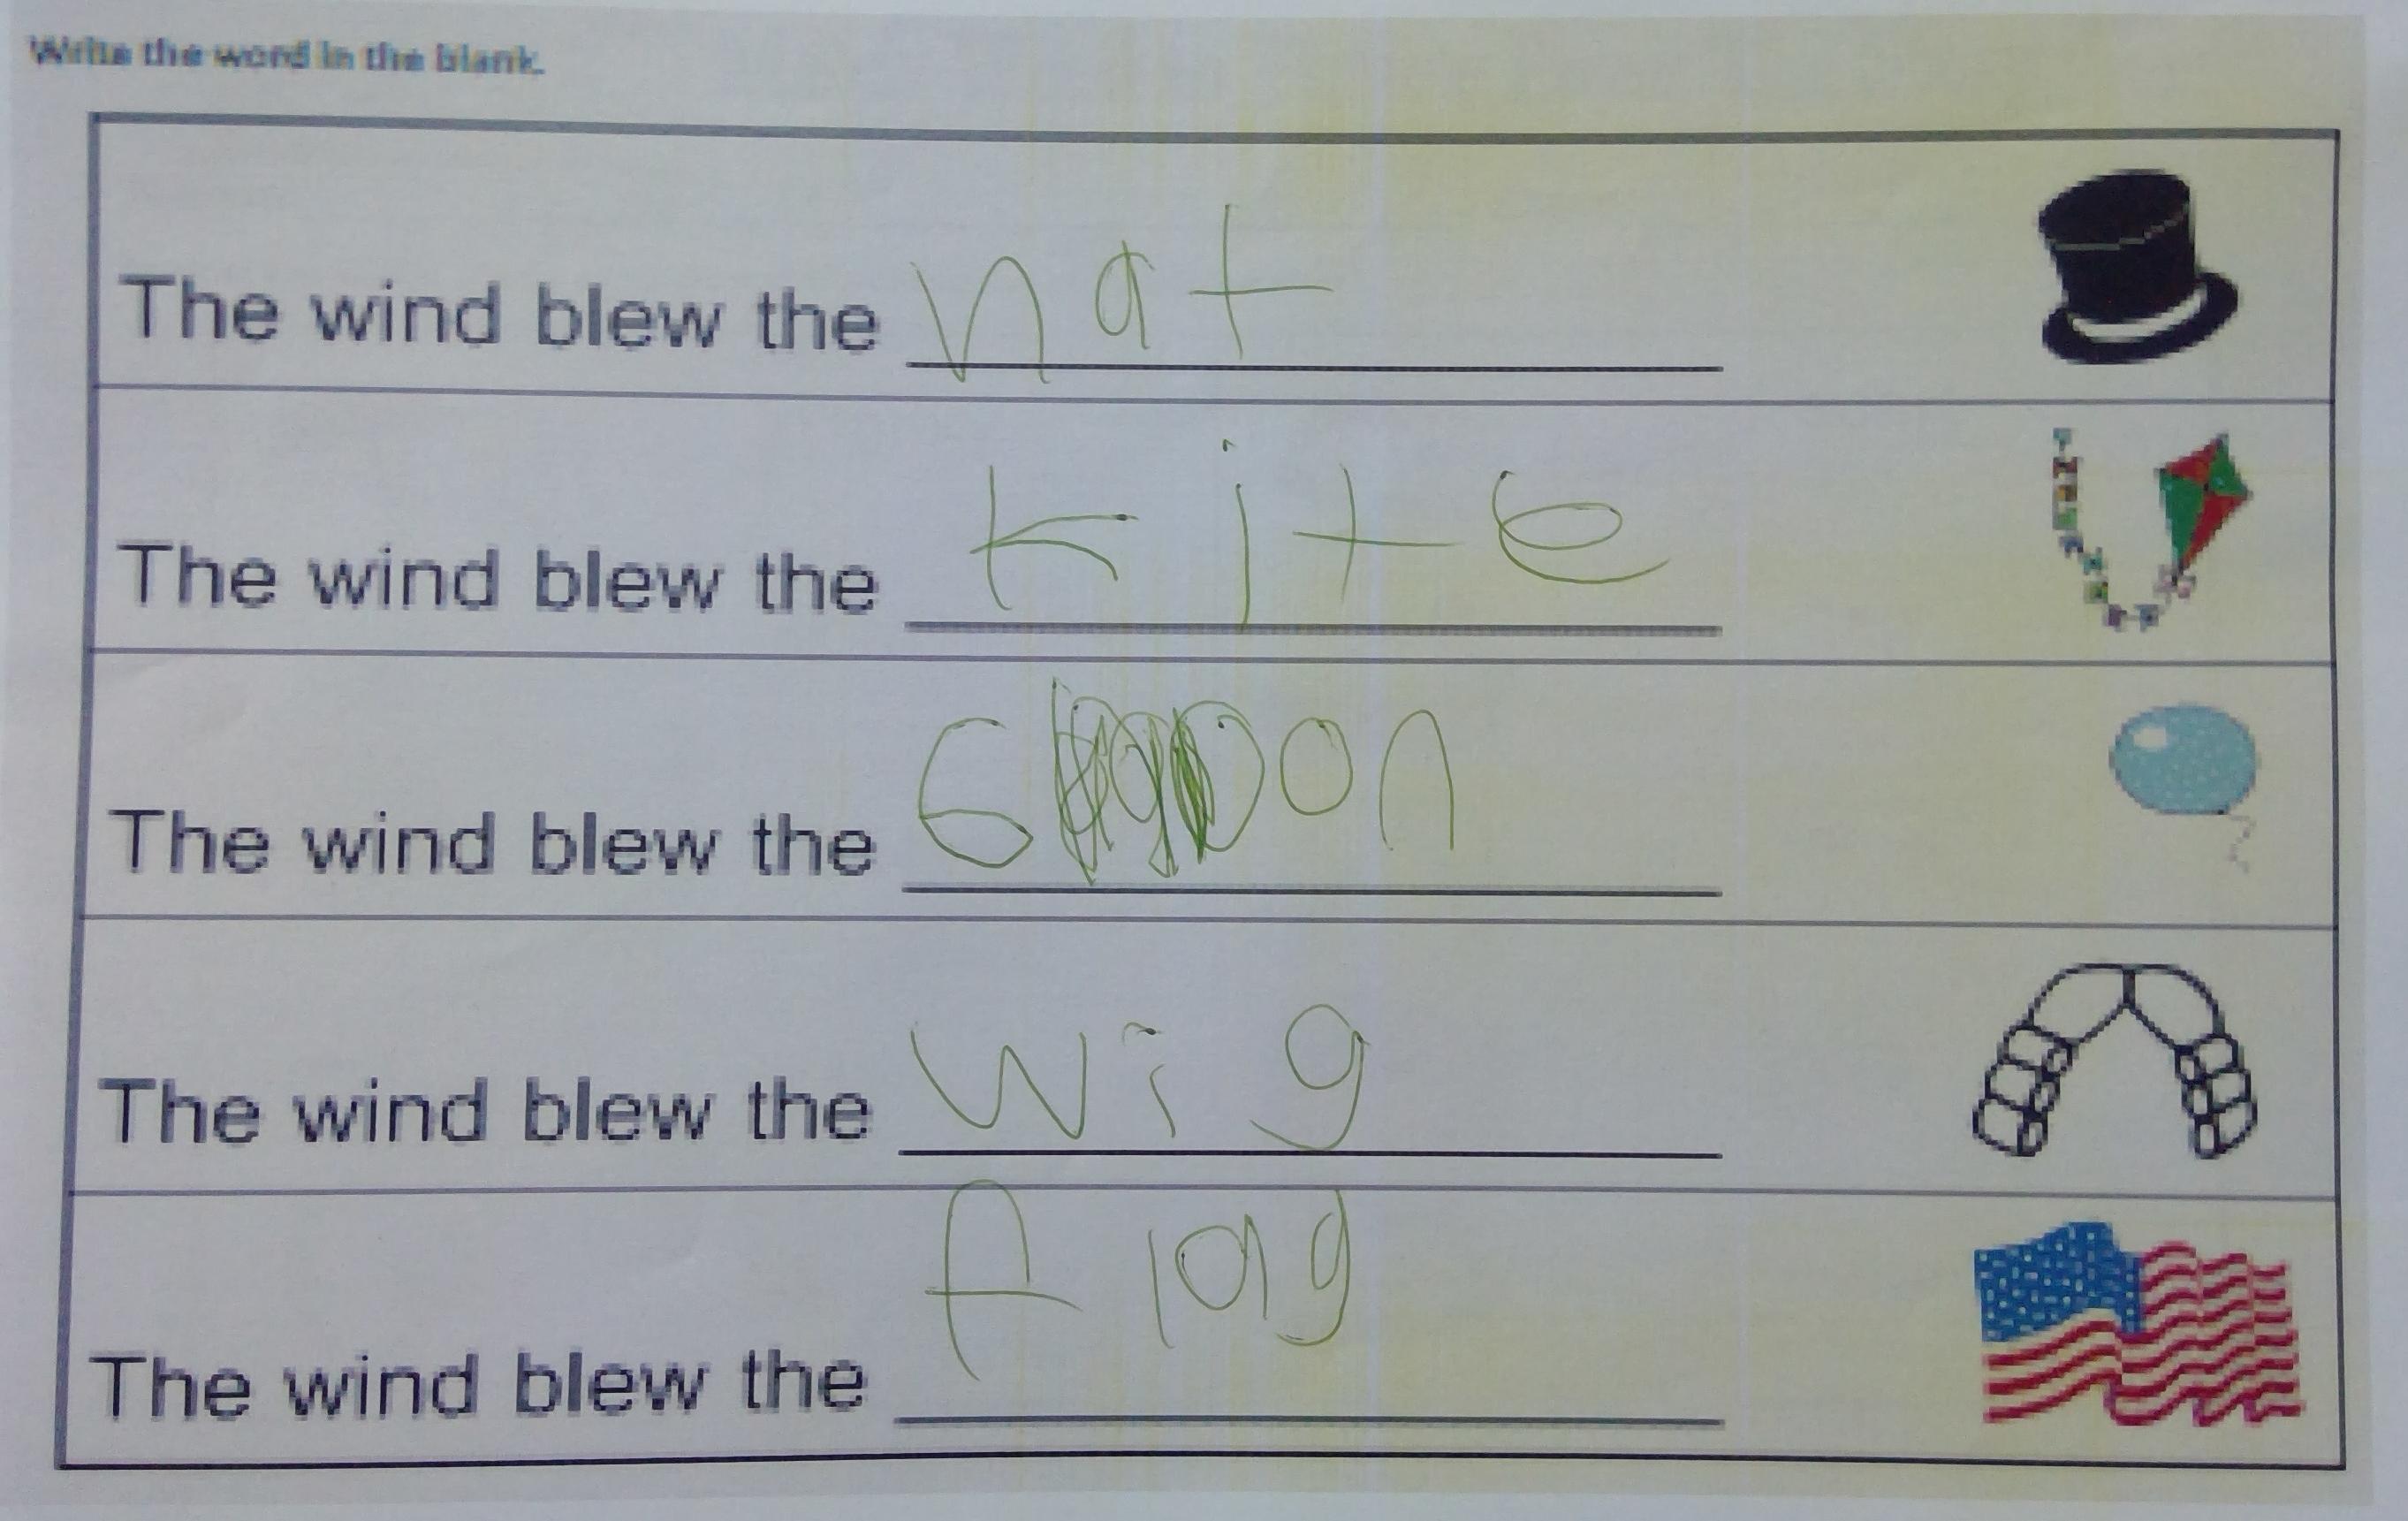 Write the word in the blank.
The wind blew the hat
The wind blew the kite
The wind blew the
The wind blew the wig
The wind blew the flag